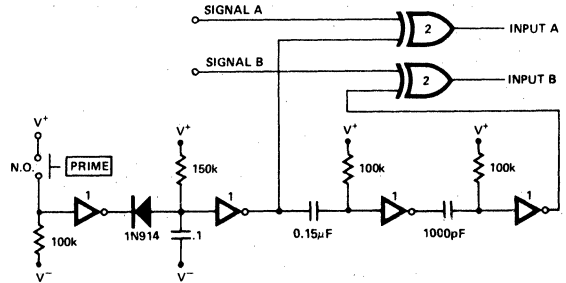 SIGNAL A
2
INPUT A
SIGNAL B
2
INPUT B
V+
V+
V+
V+
N.O.
PRIME
150k
100k
100k
1
1
1
1
100k
1N914
.1
0.15μF
1000pF
V−
V−